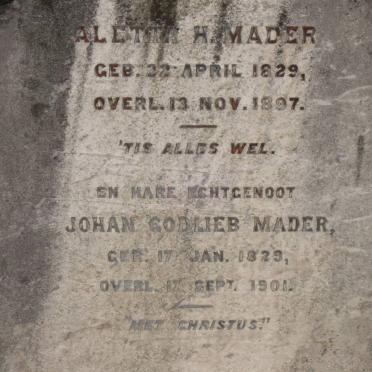 ALETTA H. MADER
GEB. 22 APRIL 1829,
OVERL. 13 NOV. 1897.
'TIS ALLES WEL.
EN HARE ECHTGENOOT
JOHAN GODLIEB MADER,
GEB. 17 JAN. 1829,
OVERL. 17 SEPT. 1901.
"MET CHRISTUS."